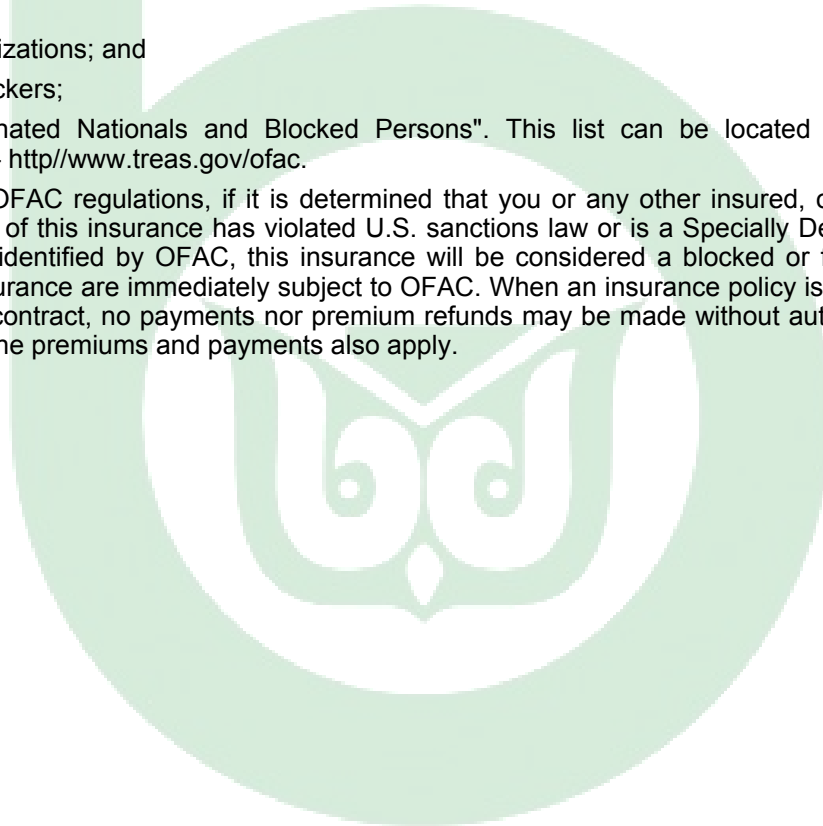 izations; and
ckers;
nated Nationals and Blocked Persons". This list can be located
http//www.treas.gov/ofac.
OFAC regulations, if it is determined that you or any other insured,
of this insurance has violated U.S. sanctions law or is a Specially De
identified by OFAC, this insurance will be considered a blocked or f
urance are immediately subject to OFAC. When an insurance policy is
contract, no payments nor premium refunds may be made without aut
he premiums and payments also apply.